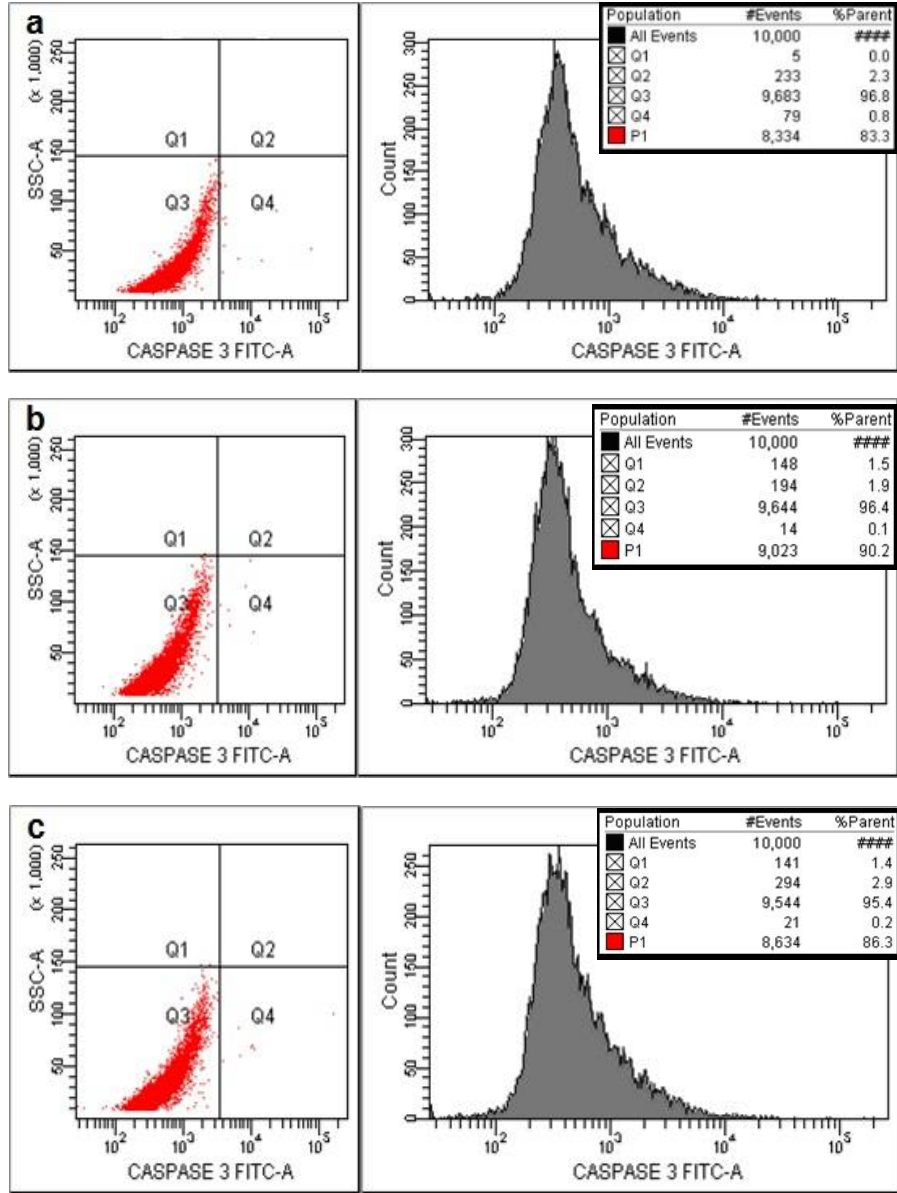 a
Population #Events %Parent
All Events 10,000 ####
Q1 5 0.0
Q2 233 2.3
Q3 9,683 96.8
Q4 79 0.8
P1 8,334 83.3
SSC-A (x 1,000)
250
200
150
100
50
Q1 Q2
Q3 Q4
10² 10³ 10⁴ 10⁵
CASPASE 3 FITC-A
Count
300
250
200
150
100
50
0
10² 10³ 10⁴ 10⁵
CASPASE 3 FITC-A
b
Population #Events %Parent
All Events 10,000 ####
Q1 148 1.5
Q2 194 1.9
Q3 9,644 96.4
Q4 14 0.1
P1 9,023 90.2
SSC-A (x 1,000)
250
200
150
100
50
Q1 Q2
Q3 Q4
10² 10³ 10⁴ 10⁵
CASPASE 3 FITC-A
Count
300
250
200
150
100
50
0
10² 10³ 10⁴ 10⁵
CASPASE 3 FITC-A
c
Population #Events %Parent
All Events 10,000 ####
Q1 141 1.4
Q2 294 2.9
Q3 9,544 95.4
Q4 21 0.2
P1 8,634 86.3
SSC-A (x 1,000)
250
200
150
100
50
Q1 Q2
Q3 Q4
10² 10³ 10⁴ 10⁵
CASPASE 3 FITC-A
Count
250
200
150
100
50
0
10² 10³ 10⁴ 10⁵
CASPASE 3 FITC-A